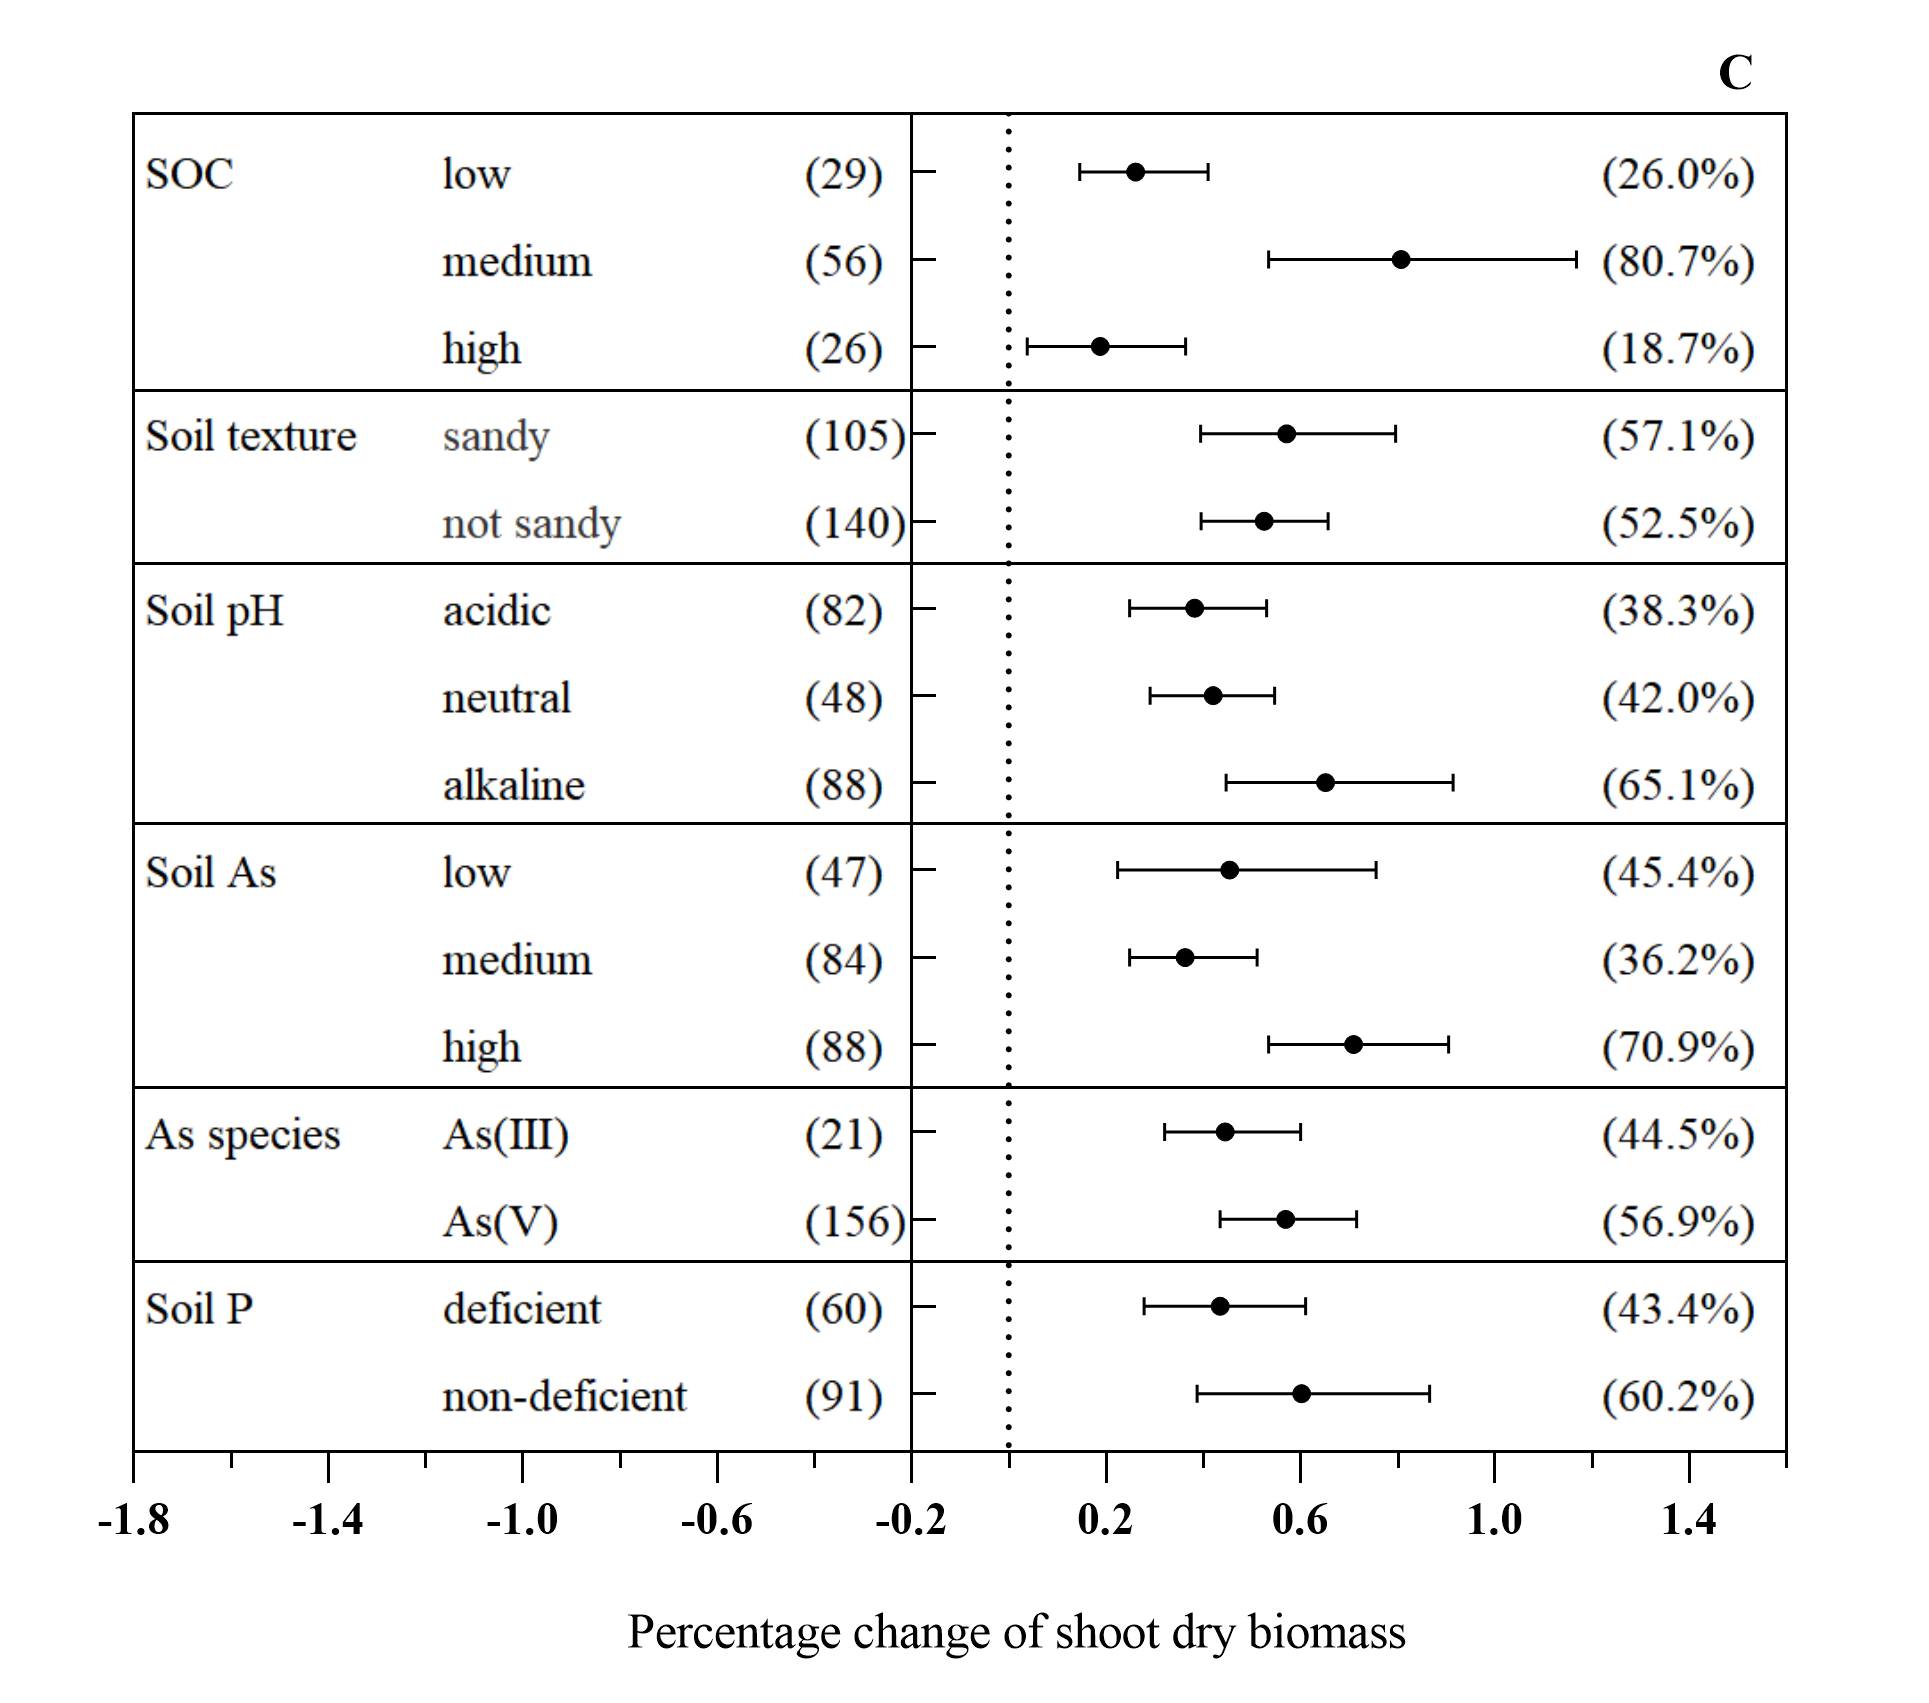 C
SOC low (29) (26.0%)
medium (56) (80.7%)
high (26) (18.7%)
Soil texture sandy (105) (57.1%)
not sandy (140) (52.5%)
Soil pH acidic (82) (38.3%)
neutral (48) (42.0%)
alkaline (88) (65.1%)
Soil As low (47) (45.4%)
medium (84) (36.2%)
high (88) (70.9%)
As species As(III) (21) (44.5%)
As(V) (156) (56.9%)
Soil P deficient (60) (43.4%)
non-deficient (91) (60.2%)
-1.8 -1.4 -1.0 -0.6 -0.2 0.2 0.6 1.0 1.4
Percentage change of shoot dry biomass